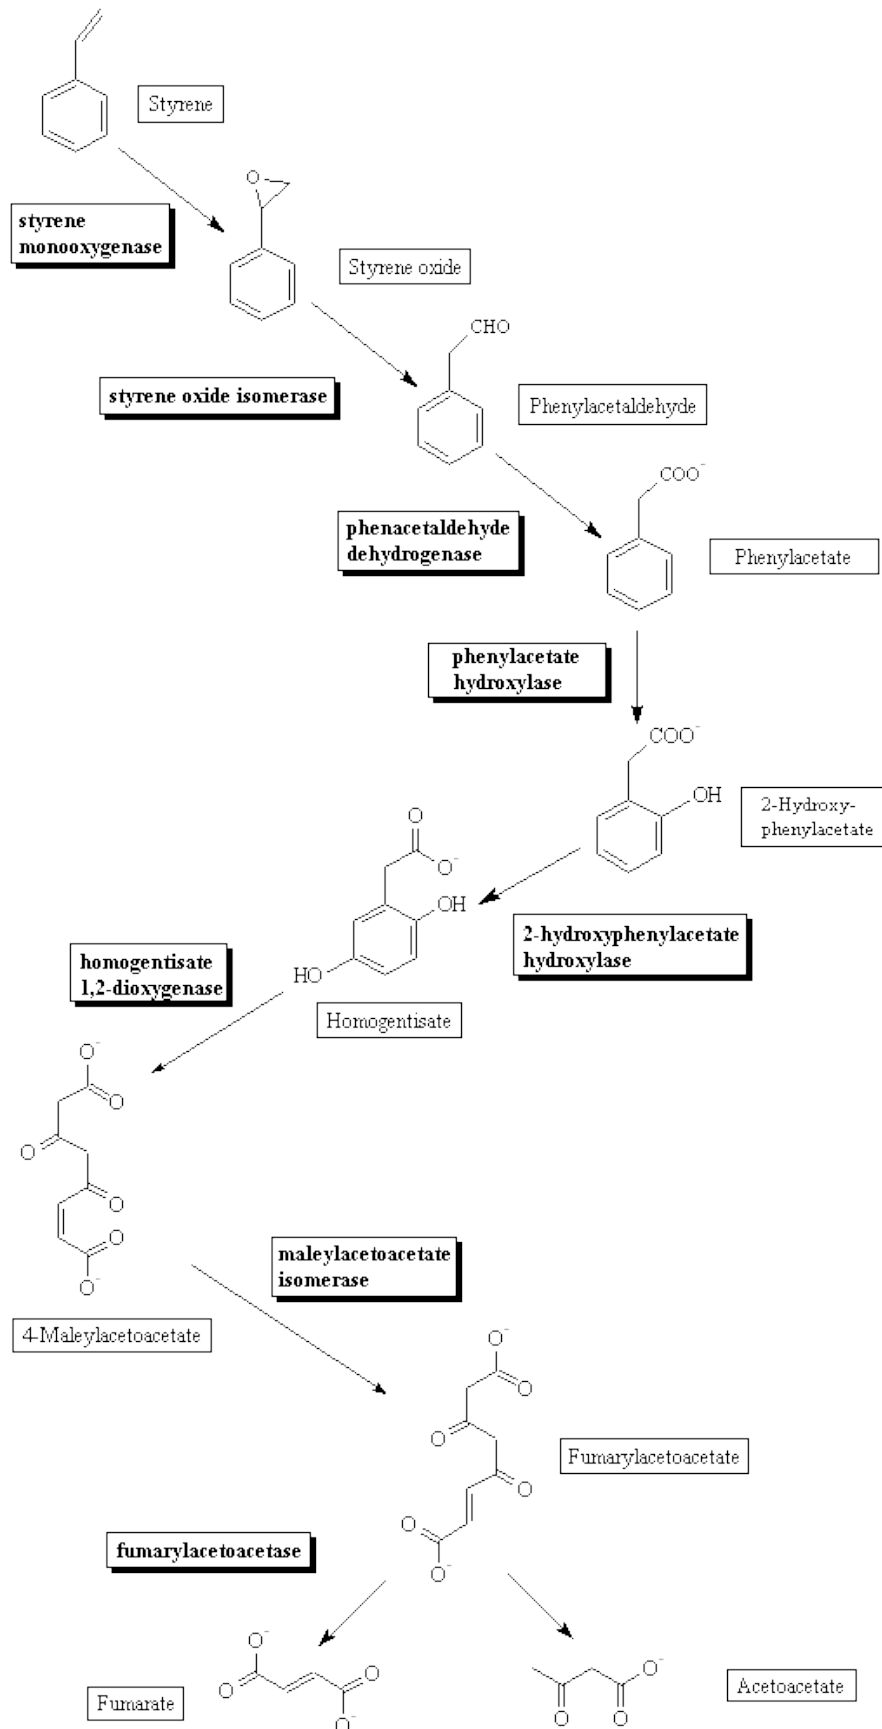 Styrene
styrene
monooxygenase
O
Styrene oxide
CHO
styrene oxide isomerase
Phenylacetaldehyde
COO⁻
phenacetaldehyde
dehydrogenase
Phenylacetate
phenylacetate
hydroxylase
COO⁻
OH
2-Hydroxy-
phenylacetate
O
O⁻
OH
HO
2-hydroxyphenylacetate
hydroxylase
homogentisate
1,2-dioxygenase
Homogentisate
O⁻
O
O
O
O
O⁻
maleylacetoacetate
isomerase
4-Maleylacetoacetate
O⁻
O
O
O
O
O⁻
Fumarylacetoacetate
fumarylacetoacetase
O⁻
O
O
O⁻
Fumarate
O⁻
O
O
Acetoacetate